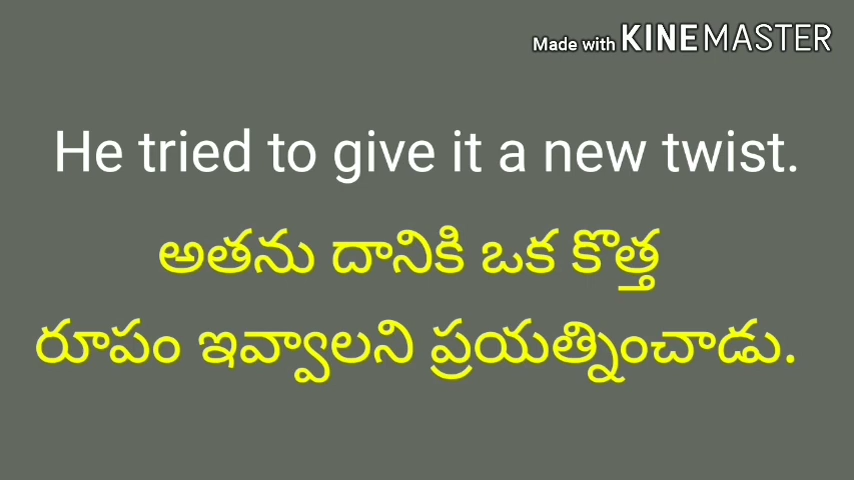 Made with KINEMASTER
He tried to give it a new twist.
అతను దానికి ఒక కొత్త
రూపం ఇవ్వాలని ప్రయత్నించాడు.